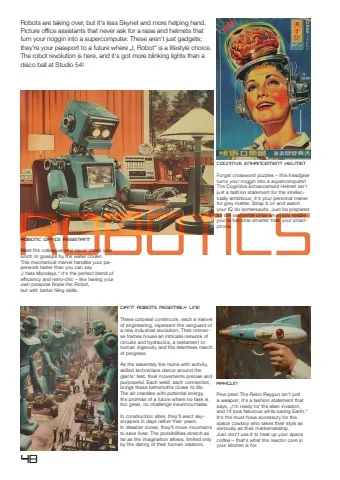 Robots are taking over, but it's less Skynet and more helping hand.
Picture office assistants that never ask for a raise and helmets that
turn your noggin into a supercomputer. These aren't just gadgets;
they're your passport to a future where „I, Robot" is a lifestyle choice.
The robot revolution is here, and it's got more blinking lights than a
disco ball at Studio 54!
COGNITIVE ENHANCEMENT HELMET
Forget crossword puzzles – this headgear
turns your noggin into a supercomputer!
The Cognitive Enhancement Helmet isn't
just a fashion statement for the intellec-
tually ambitious; it's your personal trainer
for grey matter. Strap it on and watch
your IQ do somersaults. Just be prepared
for the existential crisis when you realize
you've become smarter than your smart-
phone.
ROBOTICS
ROBOTIC OFFICE ASSISTANT
Meet the colleague who never steals your
lunch or gossips by the water cooler.
This mechanical marvel handles your pa-
perwork faster than you can say
„I hate Mondays." It's the perfect blend of
efficiency and retro-chic – like having your
own personal Rosie the Robot,
but with better filing skills.
GIANT ROBOTS ASSEMBLY LINE
These colossal constructs, each a marvel
of engineering, represent the vanguard of
a new industrial revolution. Their immen-
se frames house an intricate network of
circuits and hydraulics, a testament to
human ingenuity and the relentless march
of progress.
As the assembly line hums with activity,
skilled technicians dance around the
giants' feet, their movements precise and
purposeful. Each weld, each connection,
brings these behemoths closer to life.
The air crackles with potential energy,
the promise of a future where no task is
too great, no challenge insurmountable.
In construction sites, they'll erect sky-
scrapers in days rather than years.
In disaster zones, they'll move mountains
to save lives. The possibilities stretch as
far as the imagination allows, limited only
by the daring of their human creators.
RAYGUN
Pew pew! The Retro Raygun isn't just
a weapon; it's a fashion statement that
says, „I'm ready for the alien invasion,
and I'll look fabulous while saving Earth."
It's the must-have accessory for the
space cowboy who takes their style as
seriously as their marksmanship.
Just don't use it to heat up your space
coffee – that's what the reactor core in
your kitchen is for.
48